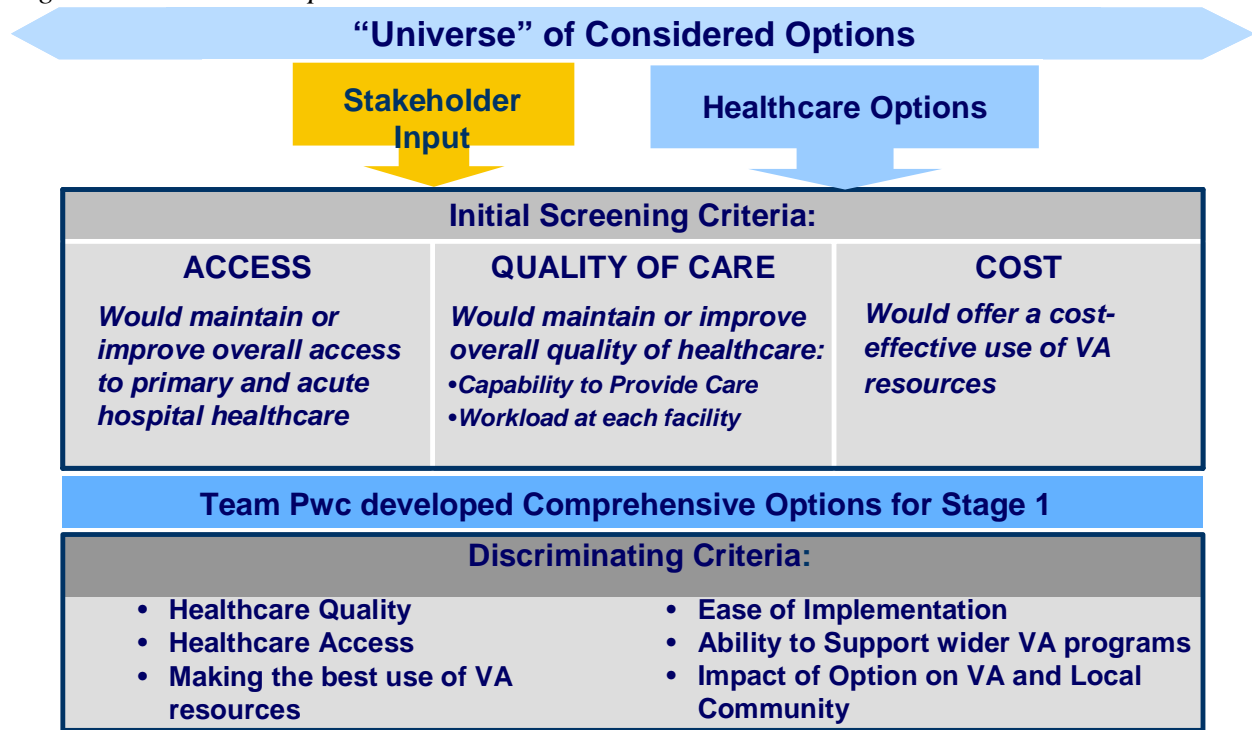 “Universe” of Considered Options
Stakeholder
Input
Healthcare Options
Initial Screening Criteria:
ACCESS
Would maintain or
improve overall access
to primary and acute
hospital healthcare
QUALITY OF CARE
Would maintain or improve
overall quality of healthcare:
•Capability to Provide Care
•Workload at each facility
COST
Would offer a cost-
effective use of VA
resources
Team Pwc developed Comprehensive Options for Stage 1
Discriminating Criteria:
• Healthcare Quality
• Healthcare Access
• Making the best use of VA
resources
• Ease of Implementation
• Ability to Support wider VA programs
• Impact of Option on VA and Local
Community